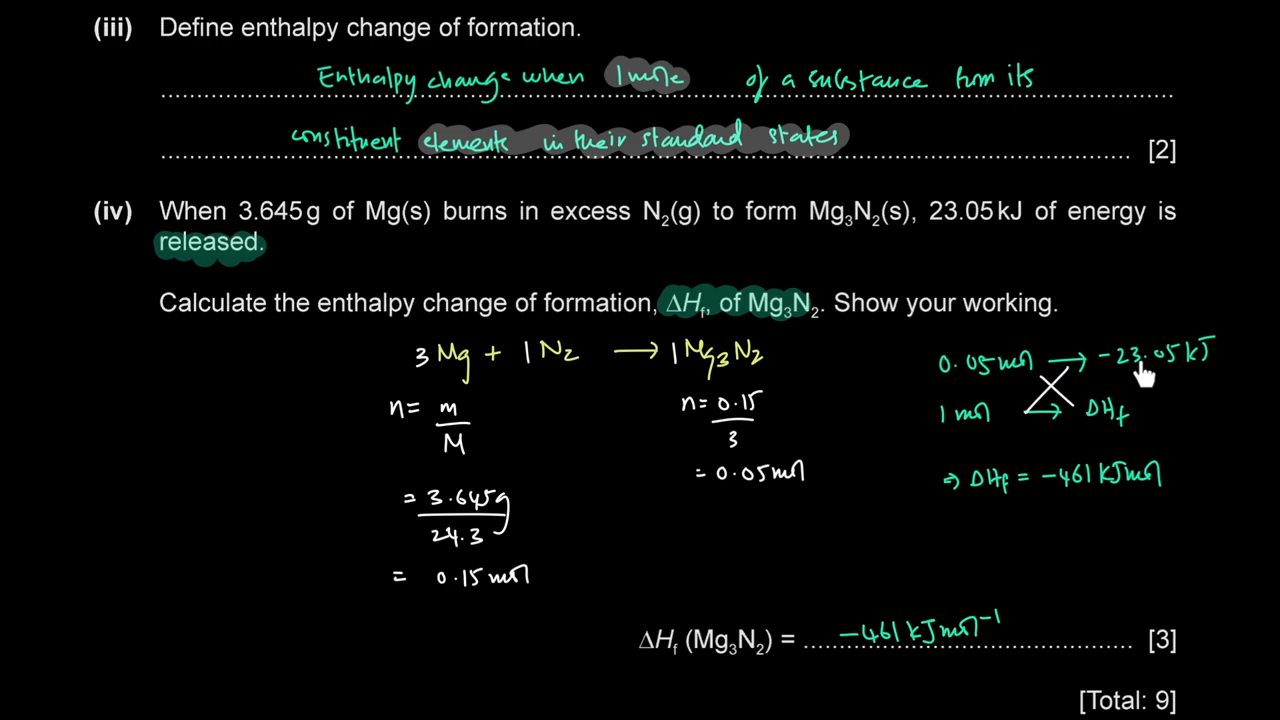 (iii) Define enthalpy change of formation.
Enthalpy change when 1 mole of a substance from its
constituent elements in their standard states
[2]
(iv) When 3.645 g of Mg(s) burns in excess N₂(g) to form Mg₃N₂(s), 23.05 kJ of energy is
released.
Calculate the enthalpy change of formation, ΔHf, of Mg₃N₂. Show your working.
3Mg + 1N₂ → 1Mg₃N₂
n = m/M
= 3.645g/24.3
= 0.15 mol
n = 0.15/3
= 0.05 mol
0.05 mol → -23.05 kJ
1 mol → ΔHf
⇒ ΔHf = -461 kJ mol
ΔHf (Mg₃N₂) = -461 kJ mol⁻¹ [3]
[Total: 9]